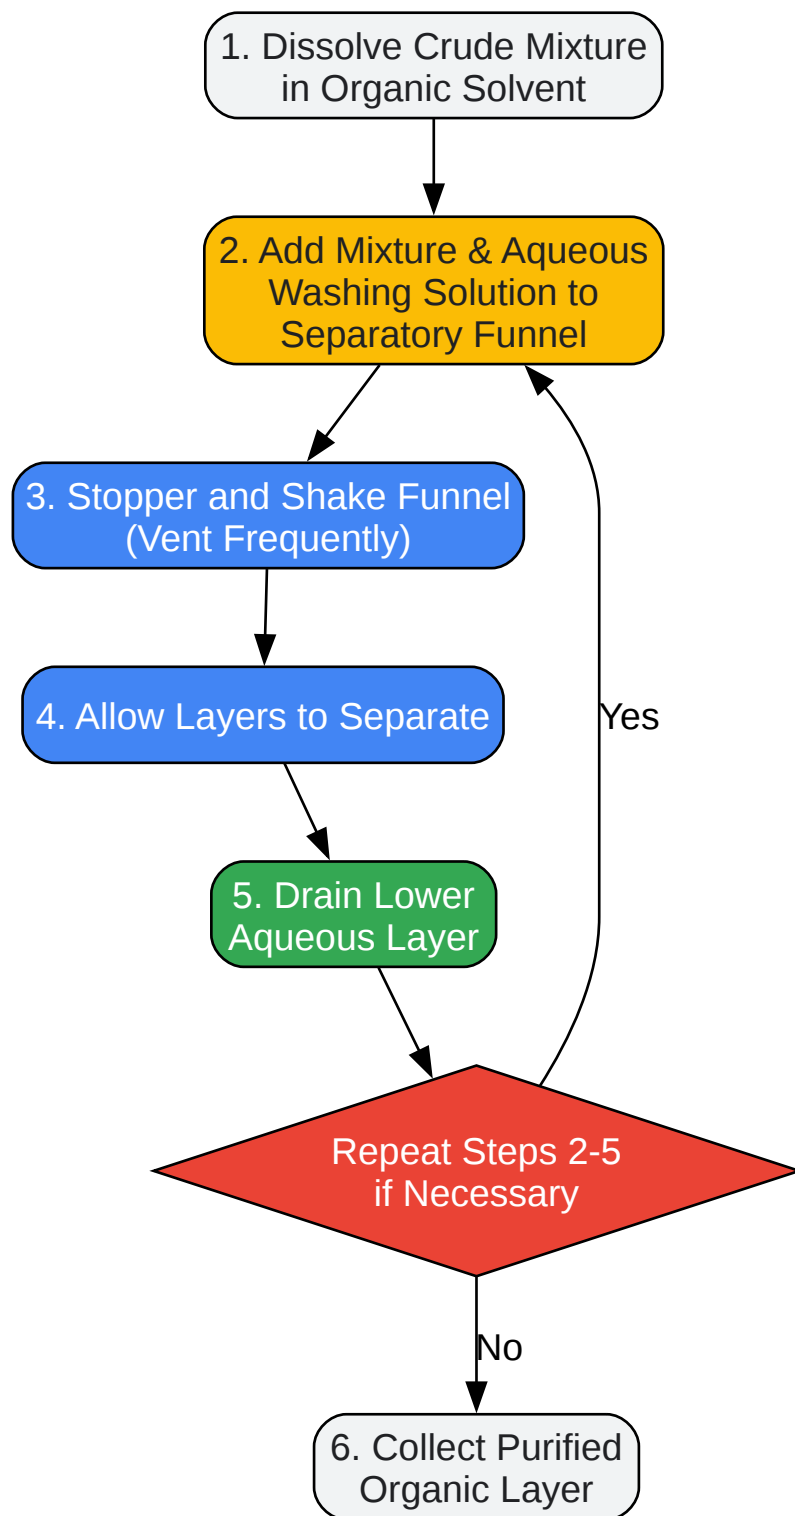 1. Dissolve Crude Mixture
in Organic Solvent
2. Add Mixture & Aqueous
Washing Solution to
Separatory Funnel
3. Stopper and Shake Funnel
(Vent Frequently)
4. Allow Layers to Separate
Yes
5. Drain Lower
Aqueous Layer
Repeat Steps 2-5
if Necessary
No
6. Collect Purified
Organic Layer